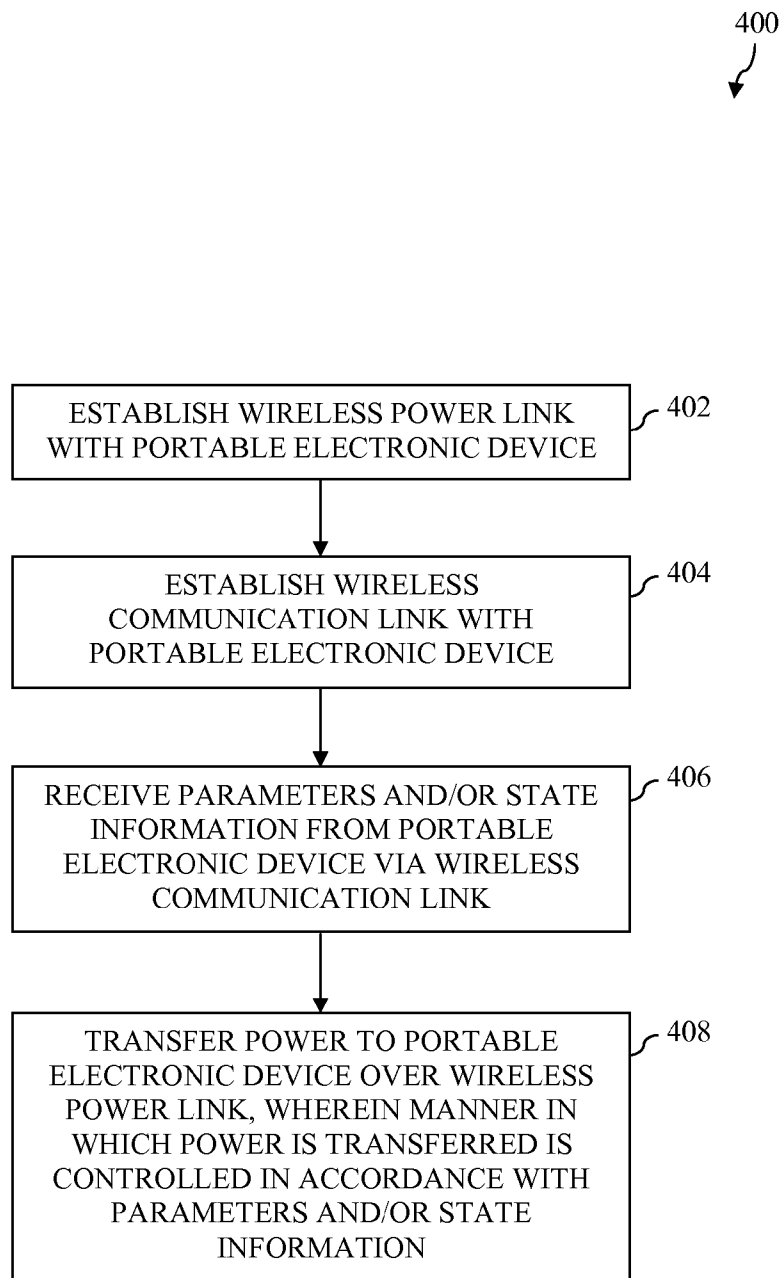 400
ESTABLISH WIRELESS POWER LINK
WITH PORTABLE ELECTRONIC DEVICE
402
ESTABLISH WIRELESS
COMMUNICATION LINK WITH
PORTABLE ELECTRONIC DEVICE
404
RECEIVE PARAMETERS AND/OR STATE
INFORMATION FROM PORTABLE
ELECTRONIC DEVICE VIA WIRELESS
COMMUNICATION LINK
406
TRANSFER POWER TO PORTABLE
ELECTRONIC DEVICE OVER WIRELESS
POWER LINK, WHEREIN MANNER IN
WHICH POWER IS TRANSFERRED IS
CONTROLLED IN ACCORDANCE WITH
PARAMETERS AND/OR STATE
INFORMATION
408